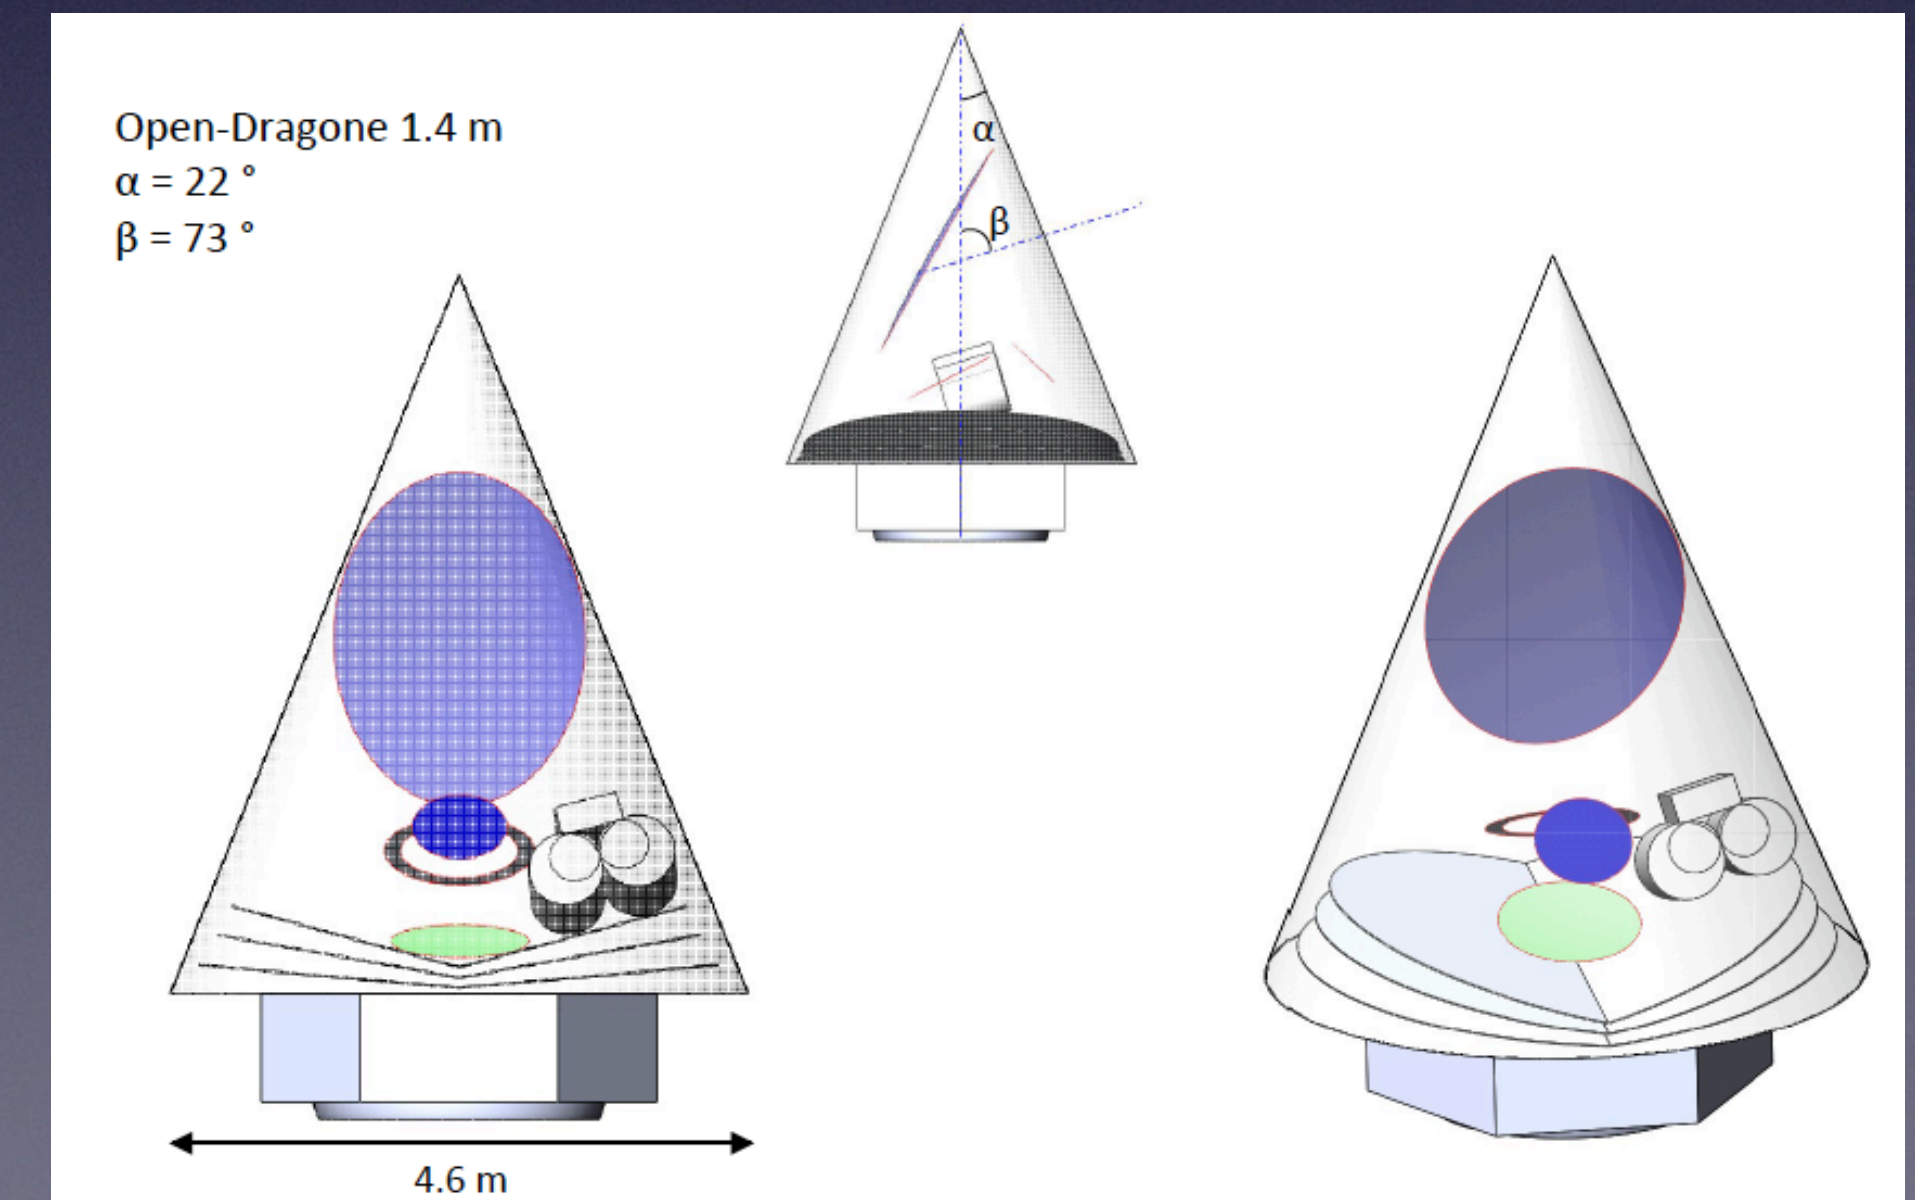 Open-Dragone 1.4 m
α = 22 °
β = 73 °
α
β
4.6 m